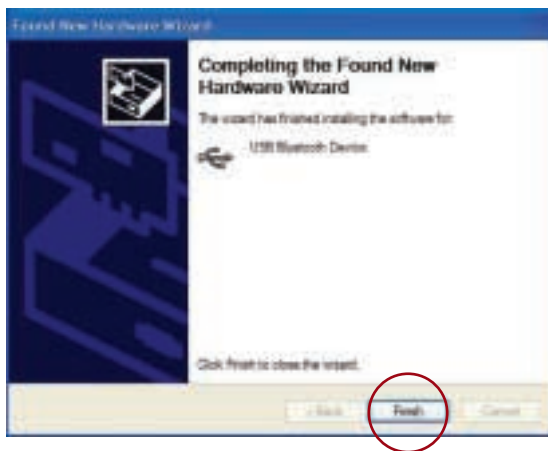 Found New Hardware Wizard
Completing the Found New
Hardware Wizard
The wizard has finished installing the software for:
USB Bluetooth Device
Click Finish to close the wizard.
< Back
Finish
Cancel